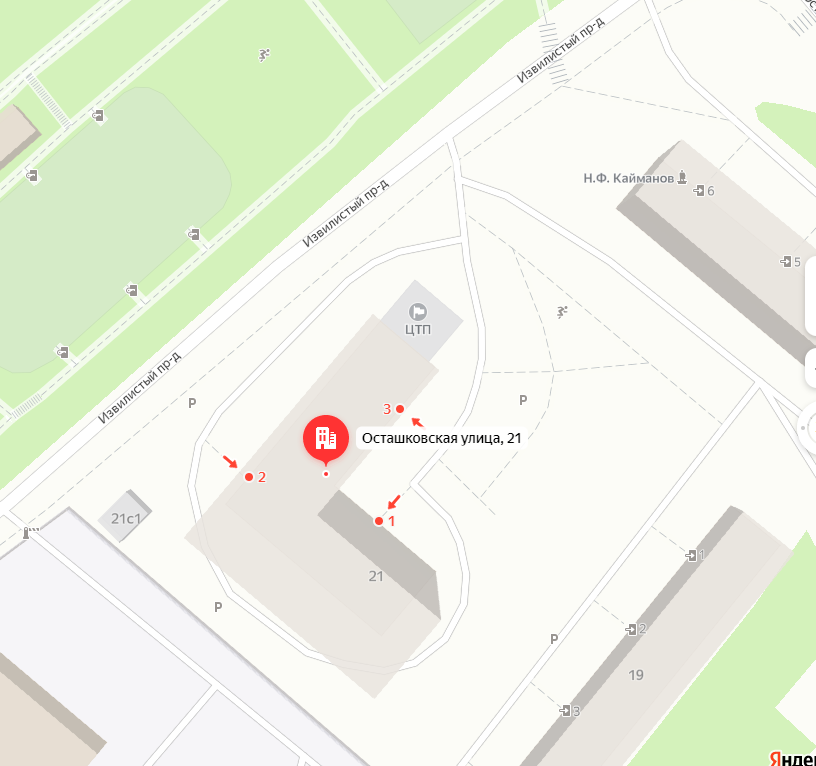 Извилистый пр-д
Н.Ф. Кайманов
6
Извилистый пр-д
5
ЦТП
Извилистый пр-д
P
P
3
Осташковская улица, 21
2
21с1
1
21
1
P
2
P
19
3